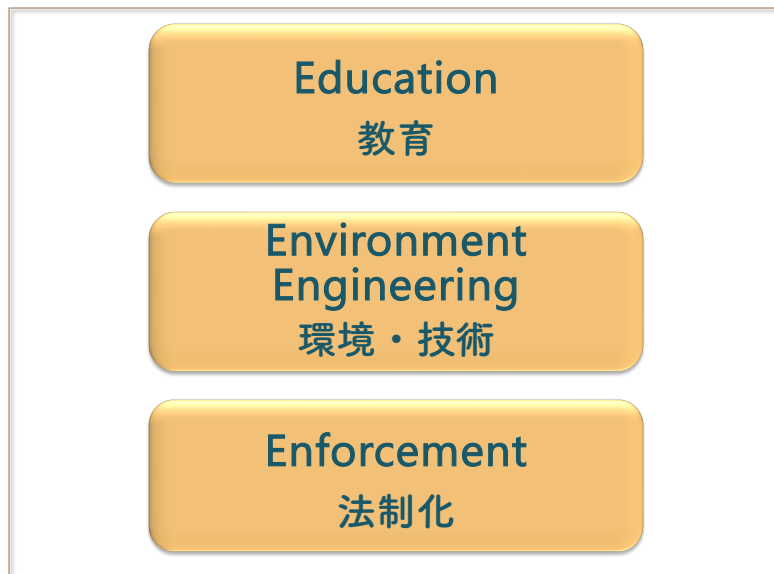 Education
教育
Environment
Engineering
環境・技術
Enforcement
法制化